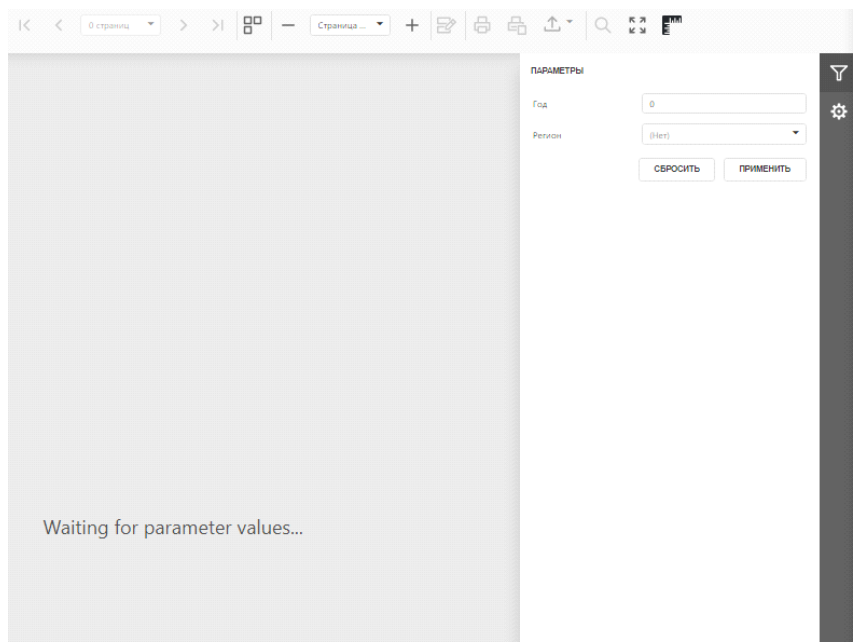 0 страниц
Страница ...
ПАРАМЕТРЫ
Год
0
Регион
(Нет)
СБРОСИТЬ
ПРИМЕНИТЬ
Waiting for parameter values...